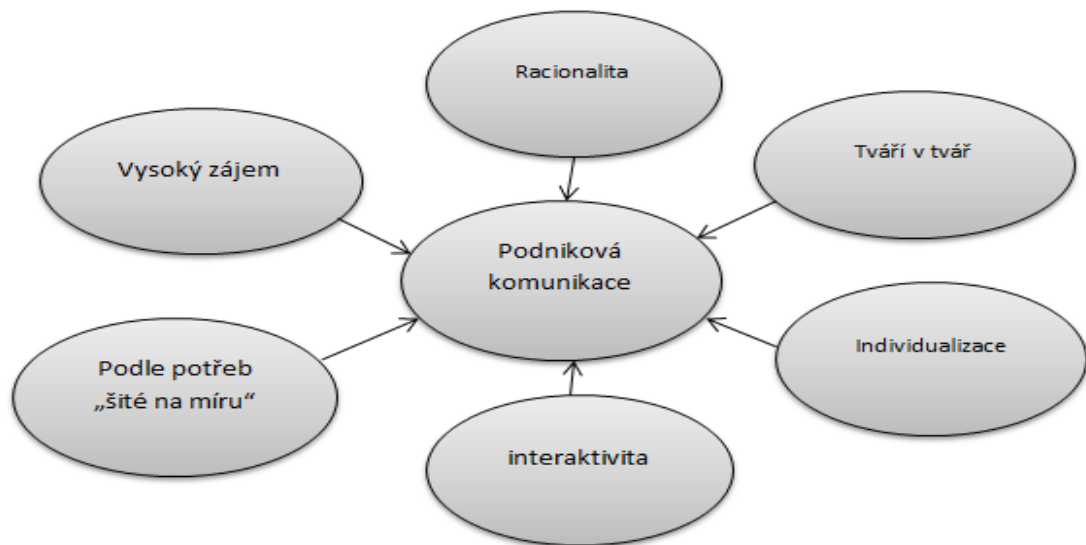 Racionalita
Vysoký zájem
Tváří v tvář
Podniková
komunikace
Individualizace
Podle potřeb
„šité na míru“
interaktivita